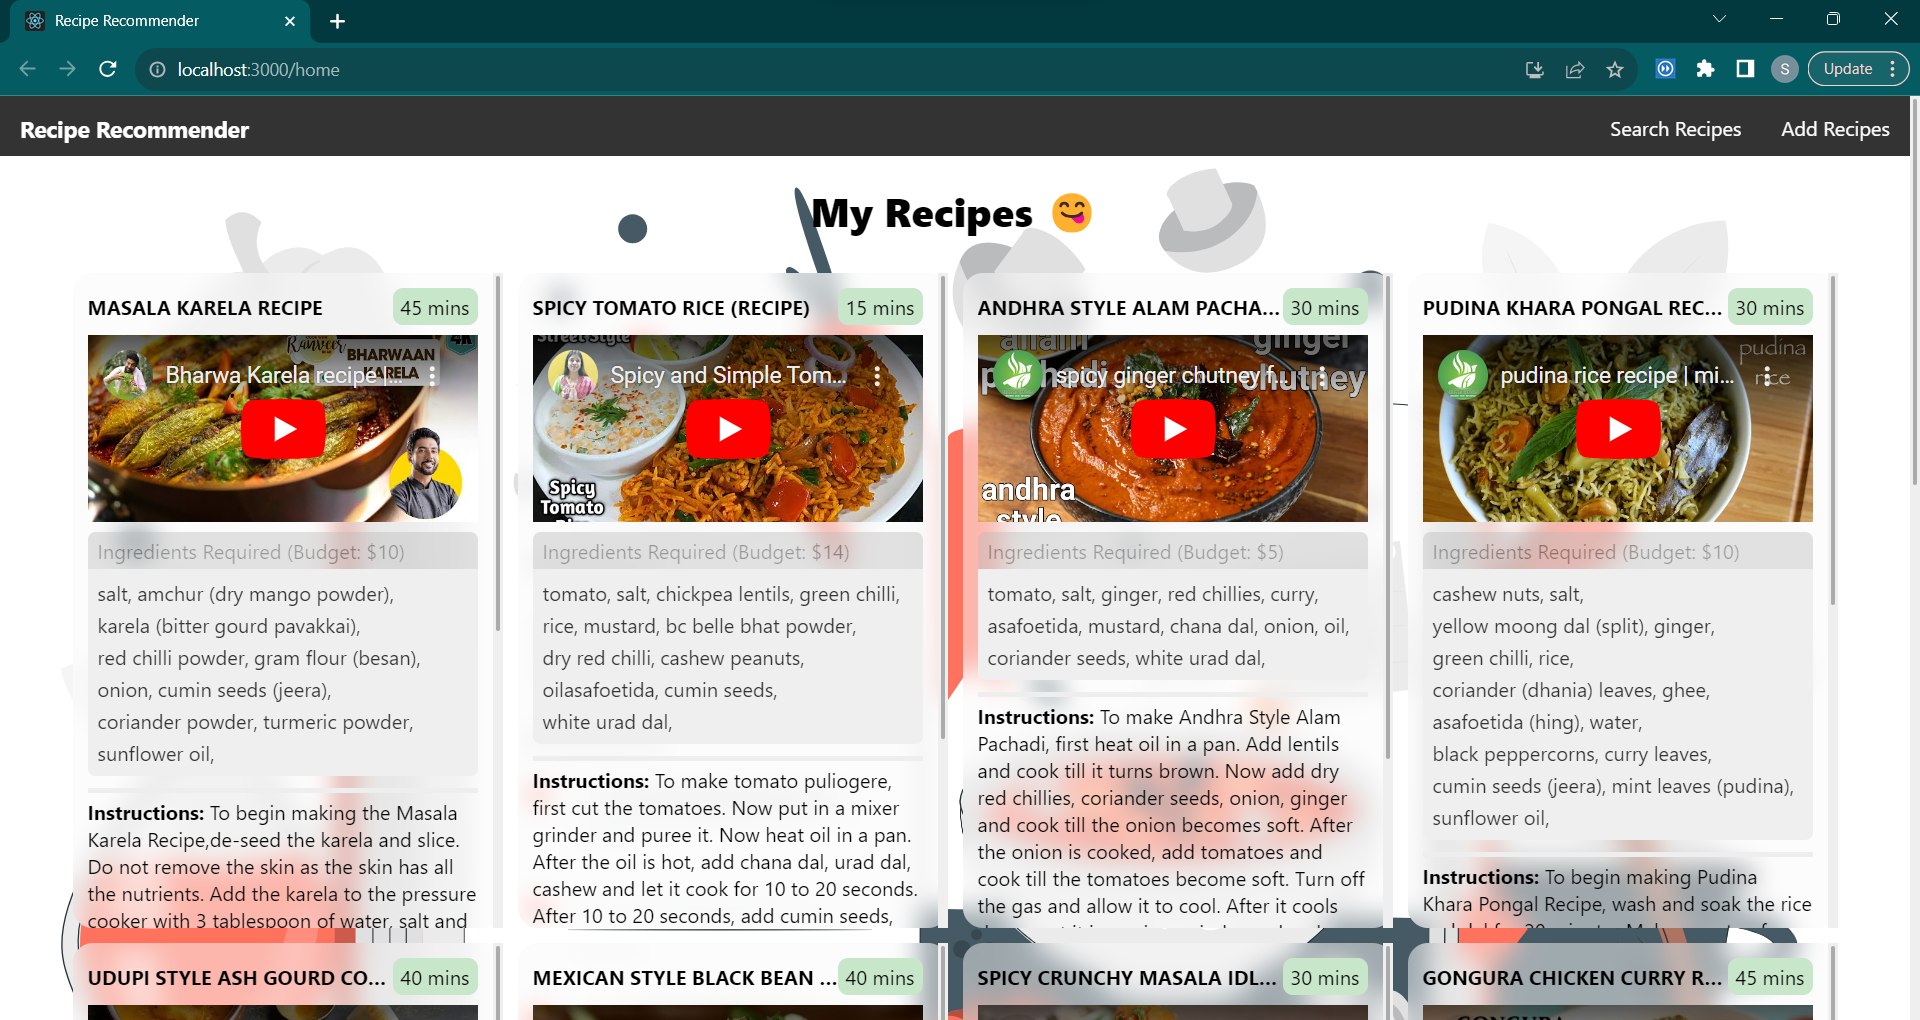 Recipe Recommender
localhost:3000/home
S
Update
Recipe Recommender
Search Recipes
Add Recipes
My Recipes
MASALA KARELA RECIPE
45 mins
Ranveer
BHARWAAN
KARELA
4K
Bharwa Karela recipe |...
Ingredients Required (Budget: $10)
salt, amchur (dry mango powder),
karela (bitter gourd pavakkai),
red chilli powder, gram flour (besan),
onion, cumin seeds (jeera),
coriander powder, turmeric powder,
sunflower oil,
Instructions: To begin making the Masala
Karela Recipe,de-seed the karela and slice.
Do not remove the skin as the skin has all
the nutrients. Add the karela to the pressure
cooker with 3 tablespoon of water, salt and
SPICY TOMATO RICE (RECIPE)
15 mins
Street Style
Spicy and Simple Tom...
Spicy
Tomato
Ingredients Required (Budget: $14)
tomato, salt, chickpea lentils, green chilli,
rice, mustard, bc belle bhat powder,
dry red chilli, cashew peanuts,
oilasafoetida, cumin seeds,
white urad dal,
Instructions: To make tomato puliogere,
first cut the tomatoes. Now put in a mixer
grinder and puree it. Now heat oil in a pan.
After the oil is hot, add chana dal, urad dal,
cashew and let it cook for 10 to 20 seconds.
After 10 to 20 seconds, add cumin seeds,
ANDHRA STYLE ALAM PACHA...
30 mins
allam
ginger
chutney
spicy ginger chutney f...
andhra
style
Ingredients Required (Budget: $5)
tomato, salt, ginger, red chillies, curry,
asafoetida, mustard, chana dal, onion, oil,
coriander seeds, white urad dal,
Instructions: To make Andhra Style Alam
Pachadi, first heat oil in a pan. Add lentils
and cook till it turns brown. Now add dry
red chillies, coriander seeds, onion, ginger
and cook till the onion becomes soft. After
the onion is cooked, add tomatoes and
cook till the tomatoes become soft. Turn off
the gas and allow it to cool. After it cools
PUDINA KHARA PONGAL REC...
30 mins
pudina
rice
pudina rice recipe | mi...
Ingredients Required (Budget: $10)
cashew nuts, salt,
yellow moong dal (split), ginger,
green chilli, rice,
coriander (dhania) leaves, ghee,
asafoetida (hing), water,
black peppercorns, curry leaves,
cumin seeds (jeera), mint leaves (pudina),
sunflower oil,
Instructions: To begin making Pudina
Khara Pongal Recipe, wash and soak the rice
UDUPI STYLE ASH GOURD CO...
40 mins
MEXICAN STYLE BLACK BEAN ...
40 mins
SPICY CRUNCHY MASALA IDL...
30 mins
GONGURA CHICKEN CURRY R...
45 mins
GONGURA